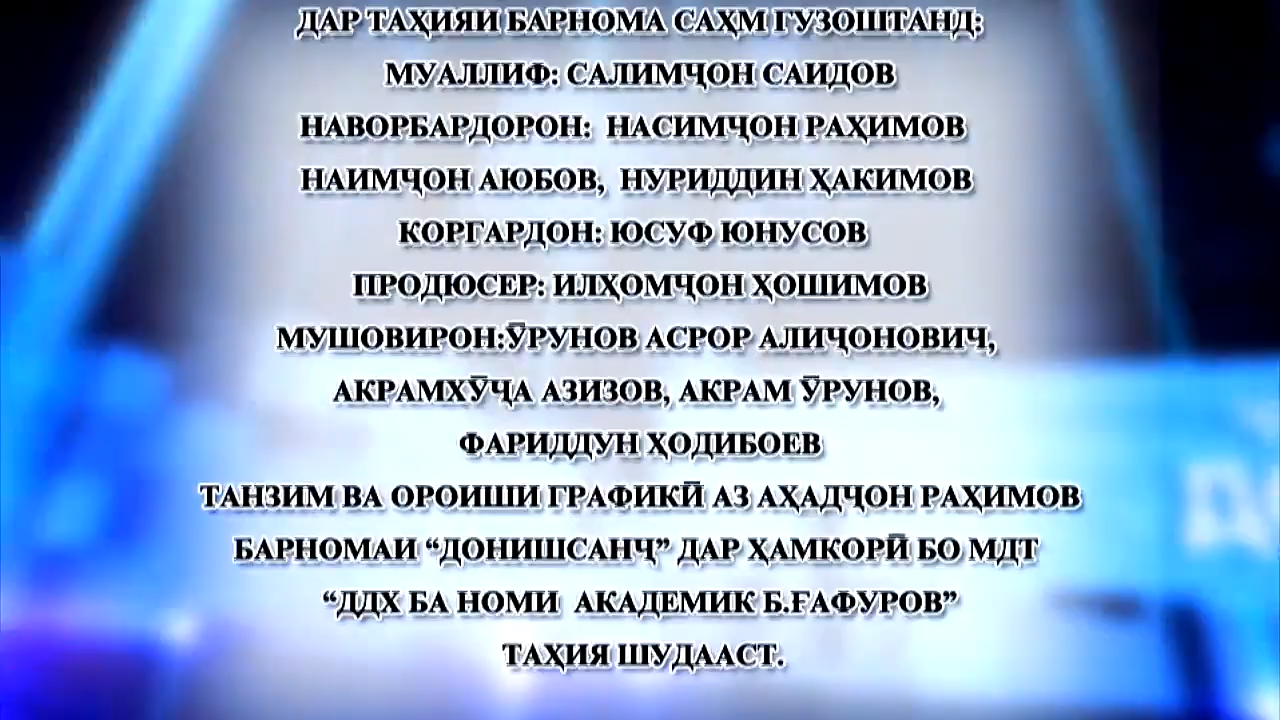 ДАР ТАҲИЯИ БАРНОМА САҲМ ГУЗОШТАНД:
МУАЛЛИФ: САЛИМҶОН САИДОВ
НАВОРБАРДОРОН: НАСИМҶОН РАҲИМОВ
НАИМҶОН АЮБОВ, НУРИДДИН ҲАКИМОВ
КОРГАРДОН: ЮСУФ ЮНУСОВ
ПРОДЮСЕР: ИЛҲОМҶОН ҲОШИМОВ
МУШОВИРОН:ӮРУНОВ АСРОР АЛИҶОНОВИЧ,
АКРАМХӮҶА АЗИЗОВ, АКРАМ ӮРУНОВ,
ФАРИДДУН ҲОДИБОЕВ
ТАНЗИМ ВА ОРОИШИ ГРАФИКӢ АЗ АҲАДҶОН РАҲИМОВ
БАРНОМАИ “ДОНИШСАНҶ” ДАР ҲАМКОРӢ БО МДТ
“ДДХ БА НОМИ АКАДЕМИК Б.ҒАФУРОВ”
ТАҲИЯ ШУДААСТ.